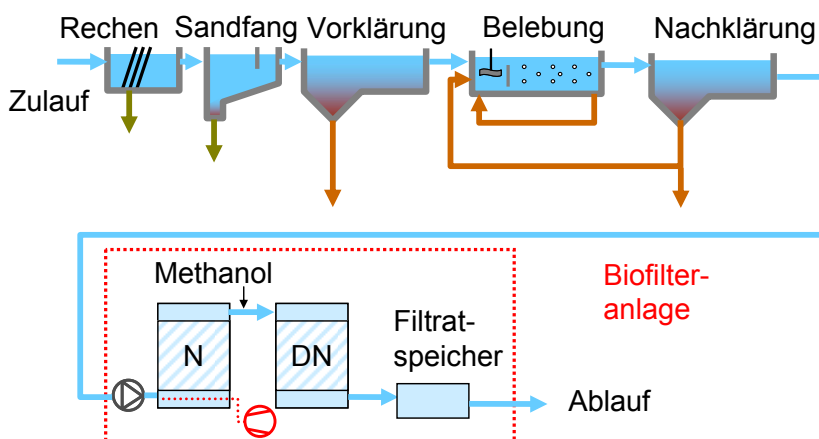 Rechen
Sandfang
Vorklärung
Belebung
Nachklärung
Zulauf
Methanol
Biofilter-
anlage
N
DN
Filtrat-
speicher
Ablauf